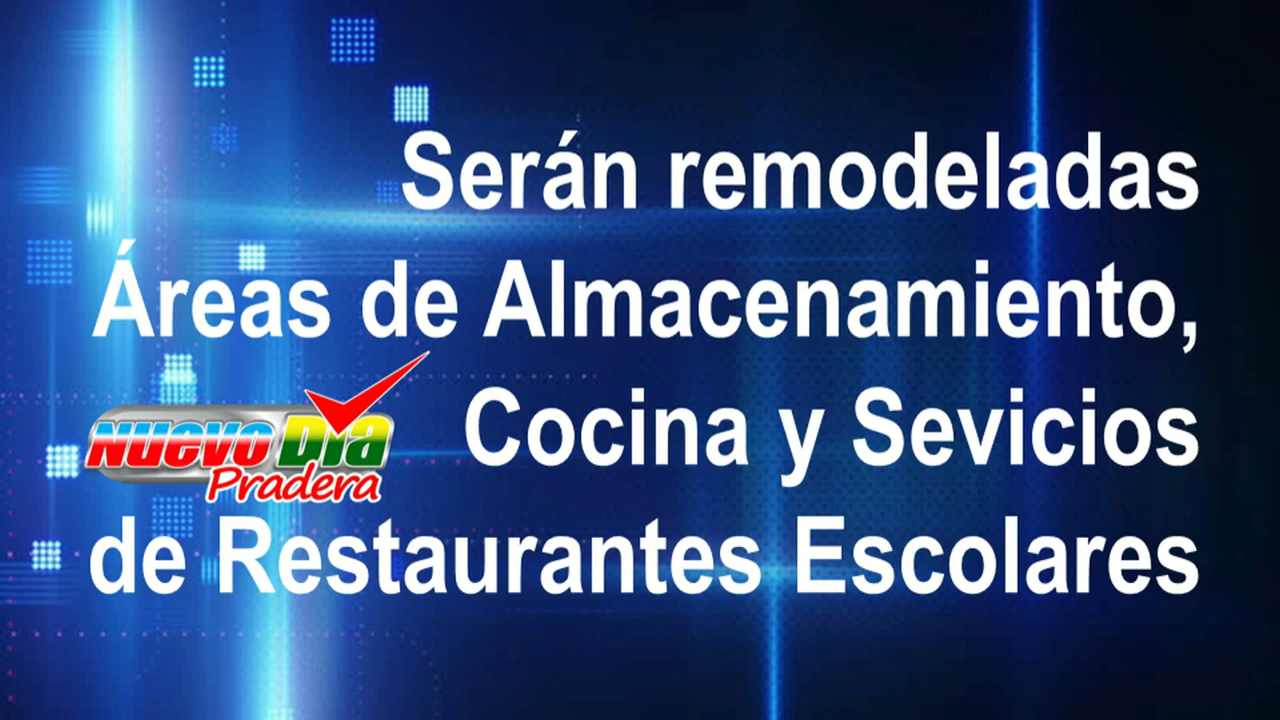 Serán remodeladas
Áreas de Almacenamiento,
Cocina y Sevicios
de Restaurantes Escolares
Nuevo Día
Pradera